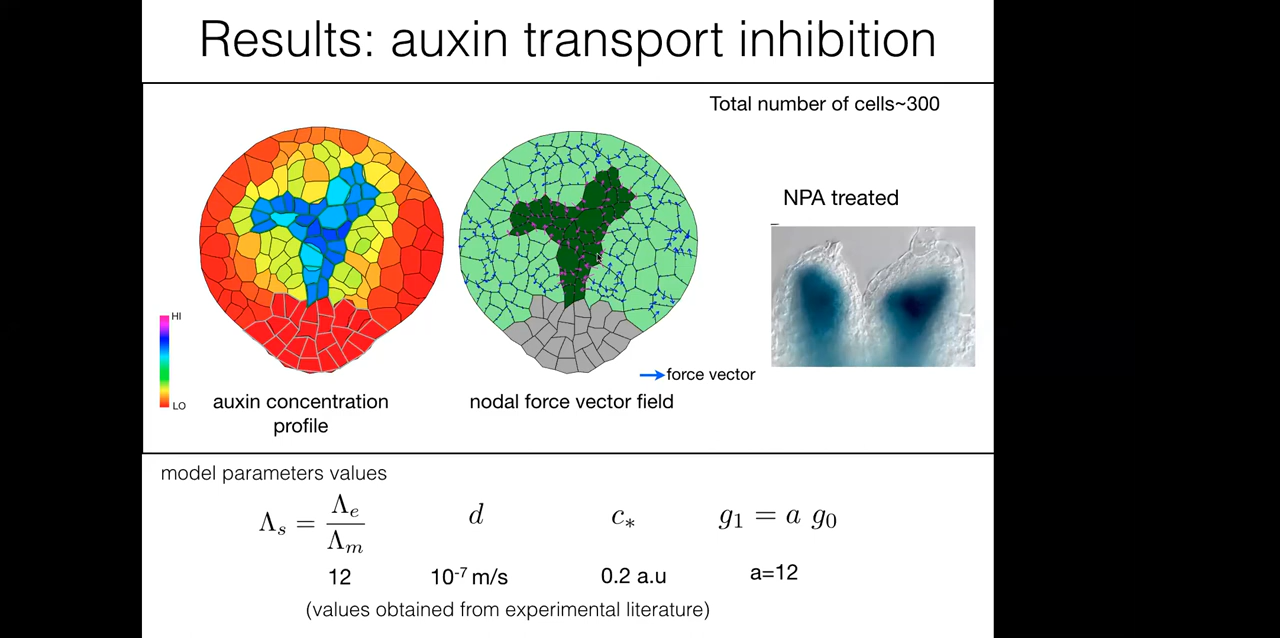 Results: auxin transport inhibition
Total number of cells~300
NPA treated
HI
LO
force vector
auxin concentration
profile
nodal force vector field
model parameters values
Λₛ = Λₑ/Λₘ
d
c*
g₁ = a g₀
12
10⁻⁷ m/s
0.2 a.u
a=12
(values obtained from experimental literature)